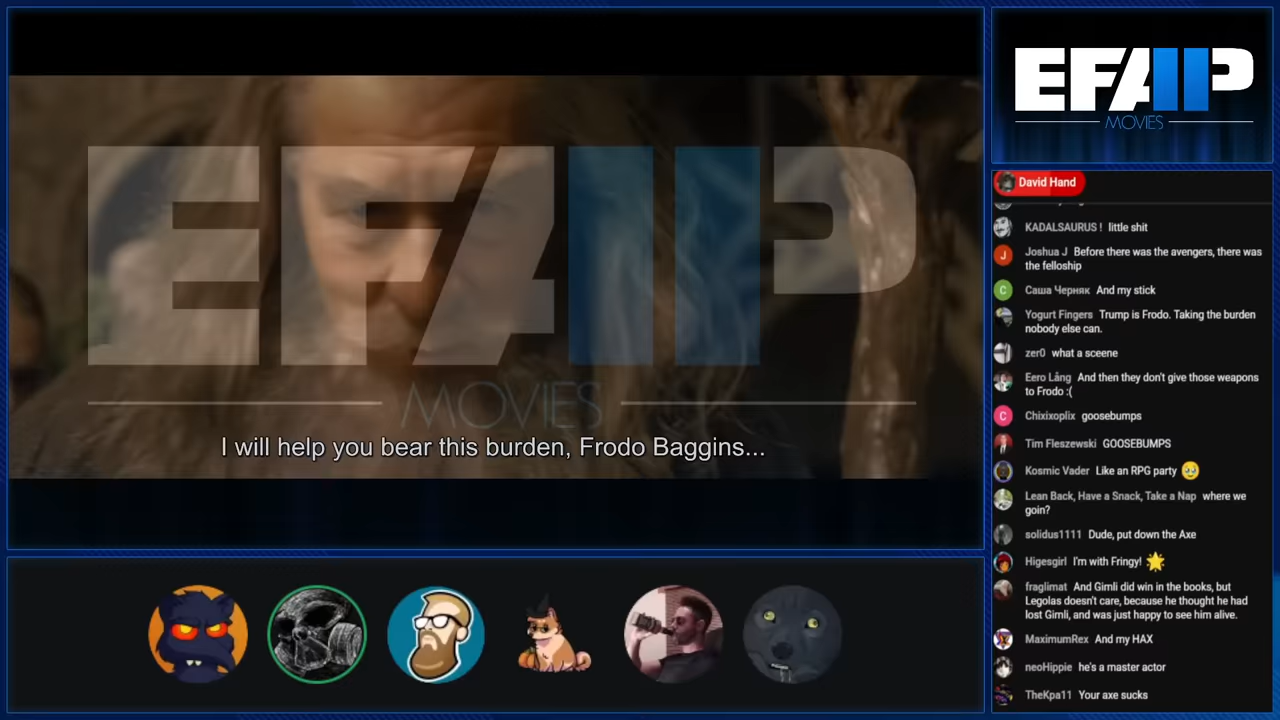 EFAP
MOVIES
I will help you bear this burden, Frodo Baggins...
EFAP
MOVIES
David Hand
KADALSAURUS ! little shit
Joshua J Before there was the avengers, there was
the felloship
Саша Черняк And my stick
Yogurt Fingers Trump is Frodo. Taking the burden
nobody else can.
zer0 what a sceene
Eero Lång And then they don't give those weapons
to Frodo :(
Chixixoplix goosebumps
Tim Fleszewski GOOSEBUMPS
Kosmic Vader Like an RPG party
Lean Back, Have a Snack, Take a Nap where we
goin?
solidus1111 Dude, put down the Axe
Higesgirl I'm with Fringy!
fraglimat And Gimli did win in the books, but
Legolas doesn't care, because he thought he had
lost Gimli, and was just happy to see him alive.
MaximumRex And my HAX
neoHippie he's a master actor
TheKpa11 Your axe sucks